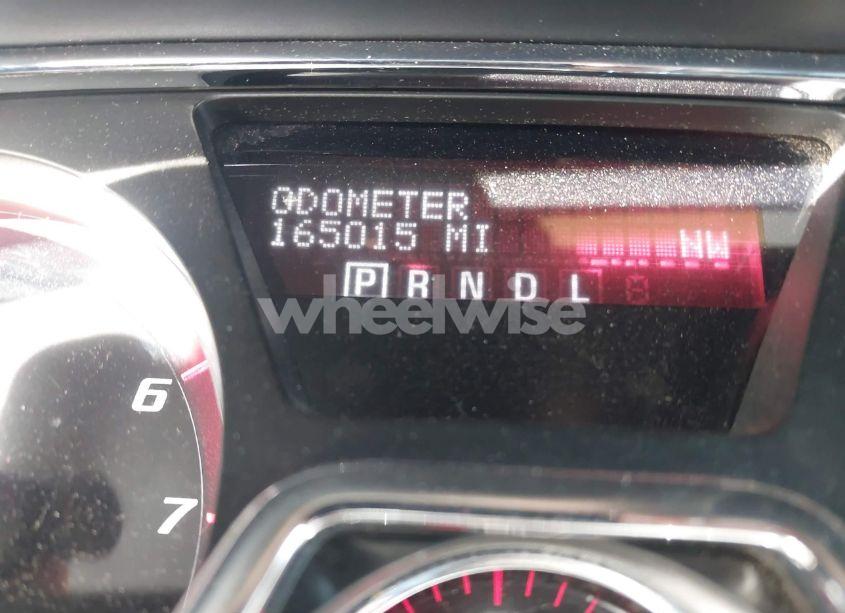 ODOMETER
165015 MI
NW
P R N D L
wheelwise
6
7